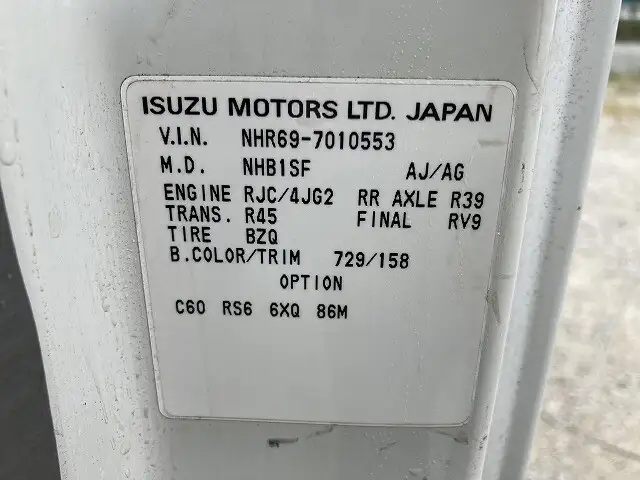 ISUZU MOTORS LTD. JAPAN
V.I.N. NHR69-7010553
M.D. NHB1SF AJ/AG
ENGINE RJC/4JG2 RR AXLE R39
TRANS. R45 FINAL RV9
TIRE BZQ
B.COLOR/TRIM 729/158
OPTION
C60 RS6 6XQ 86M